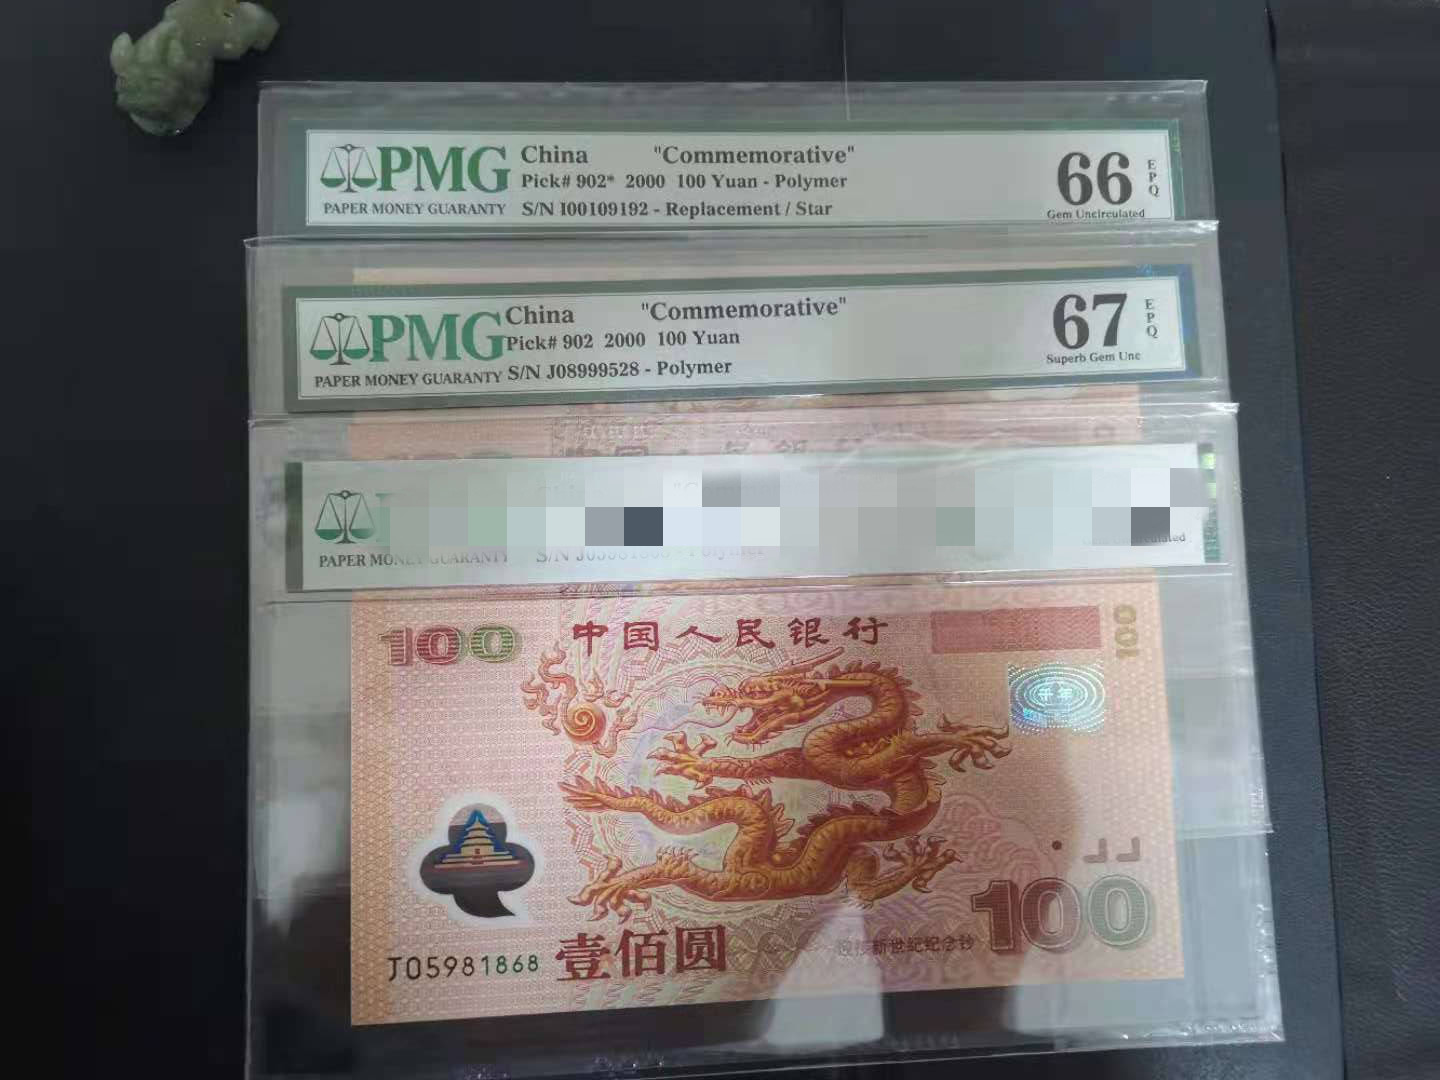 PMG
PAPER MONEY GUARANTY
China "Commemorative"
Pick# 902* 2000 100 Yuan - Polymer
S/N I00109192 - Replacement / Star
66
EPQ
Gem Uncirculated
PMG
PAPER MONEY GUARANTY
China "Commemorative"
Pick# 902 2000 100 Yuan
S/N J08999528 - Polymer
67
EPQ
Superb Gem Unc
PAPER MONEY GUARANTY
100
中国人民银行
100
千年
J05981868
壹佰圆
迎接新世纪纪念钞
100